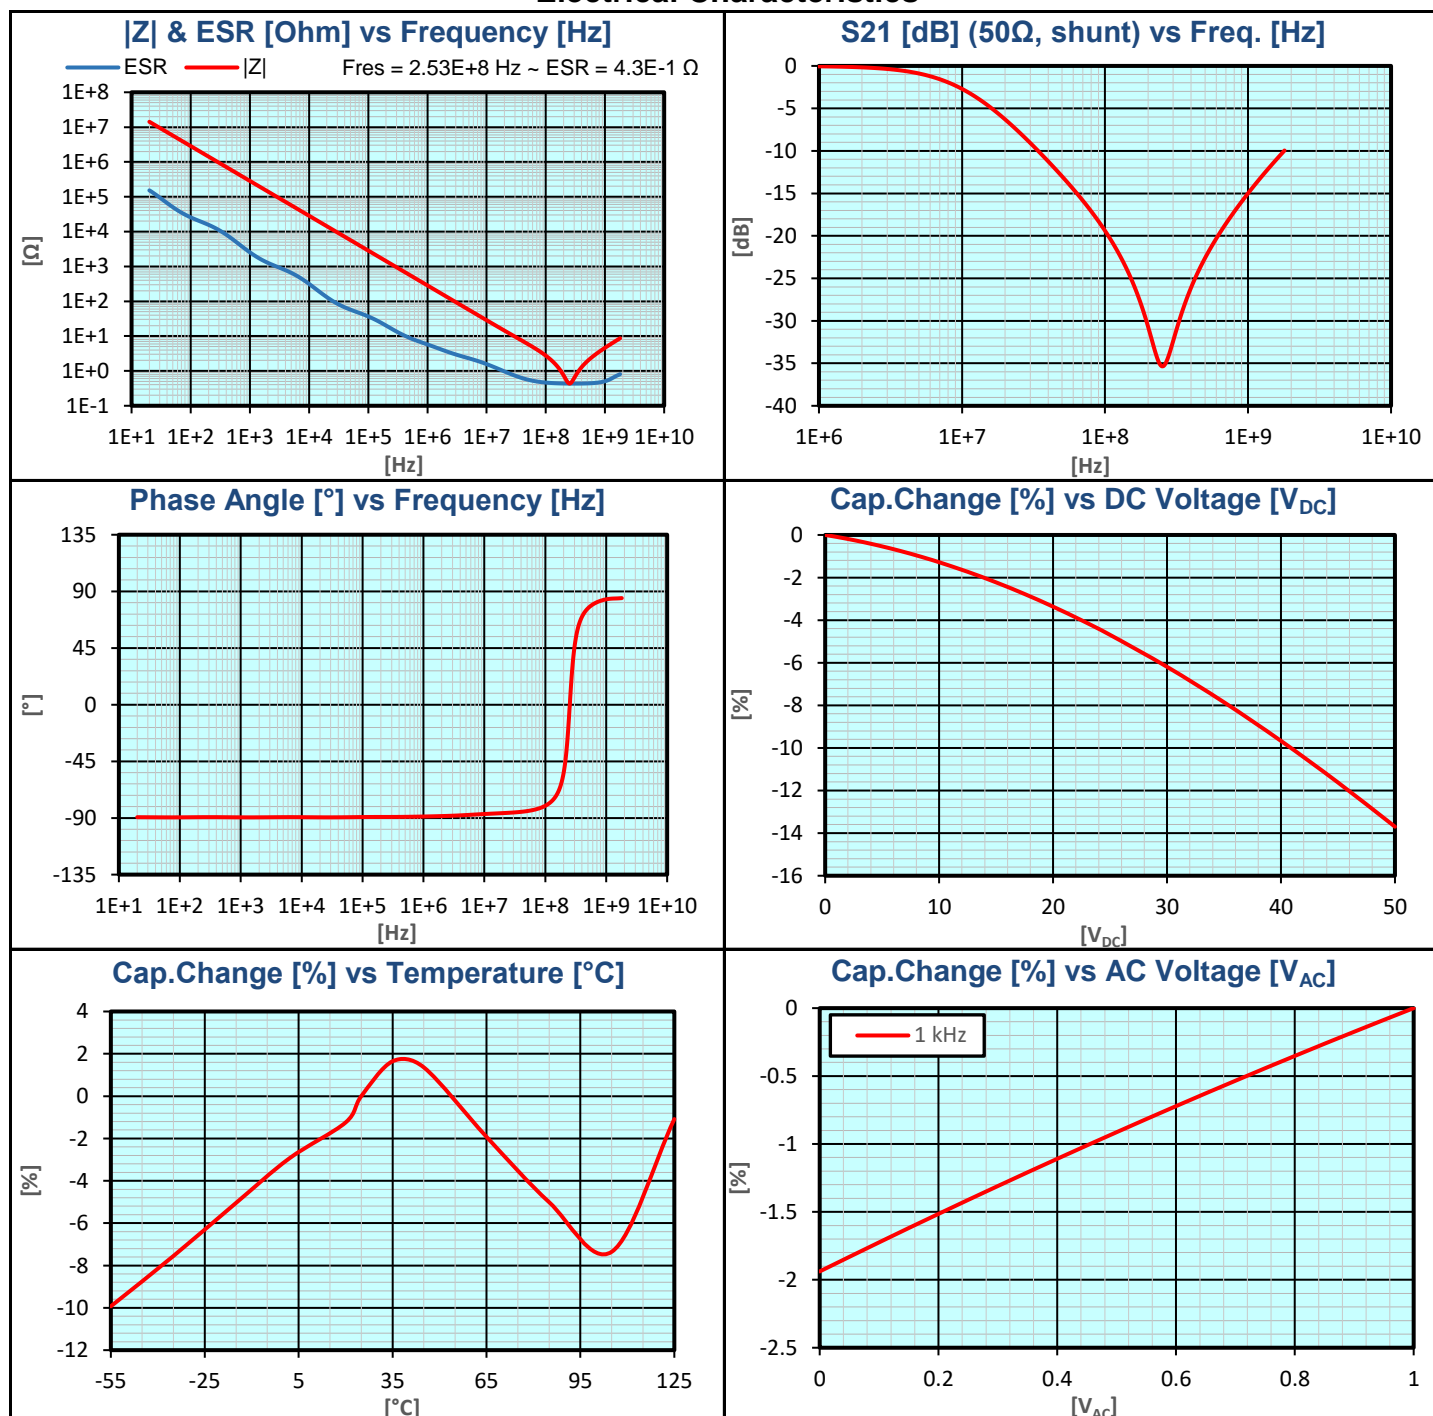 |Z| & ESR [Ohm] vs Frequency [Hz]
ESR |Z| Fres = 2.53E+8 Hz ~ ESR = 4.3E-1 Ω
1E+8
1E+7
1E+6
1E+5
1E+4
1E+3
1E+2
1E+1
1E+0
1E-1
[Ω]
1E+1 1E+2 1E+3 1E+4 1E+5 1E+6 1E+7 1E+8 1E+9 1E+10
[Hz]
S21 [dB] (50Ω, shunt) vs Freq. [Hz]
0
-5
-10
-15
-20
-25
-30
-35
-40
[dB]
1E+6 1E+7 1E+8 1E+9 1E+10
[Hz]
Phase Angle [°] vs Frequency [Hz]
135
90
45
0
-45
-90
-135
[°]
1E+1 1E+2 1E+3 1E+4 1E+5 1E+6 1E+7 1E+8 1E+9 1E+10
[Hz]
Cap.Change [%] vs DC Voltage [VDC]
0
-2
-4
-6
-8
-10
-12
-14
-16
[%]
0 10 20 30 40 50
[VDC]
Cap.Change [%] vs Temperature [°C]
4
2
0
-2
-4
-6
-8
-10
-12
[%]
-55 -25 5 35 65 95 125
[°C]
Cap.Change [%] vs AC Voltage [VAC]
1 kHz
0
-0.5
-1
-1.5
-2
-2.5
[%]
0 0.2 0.4 0.6 0.8 1
[VAC]